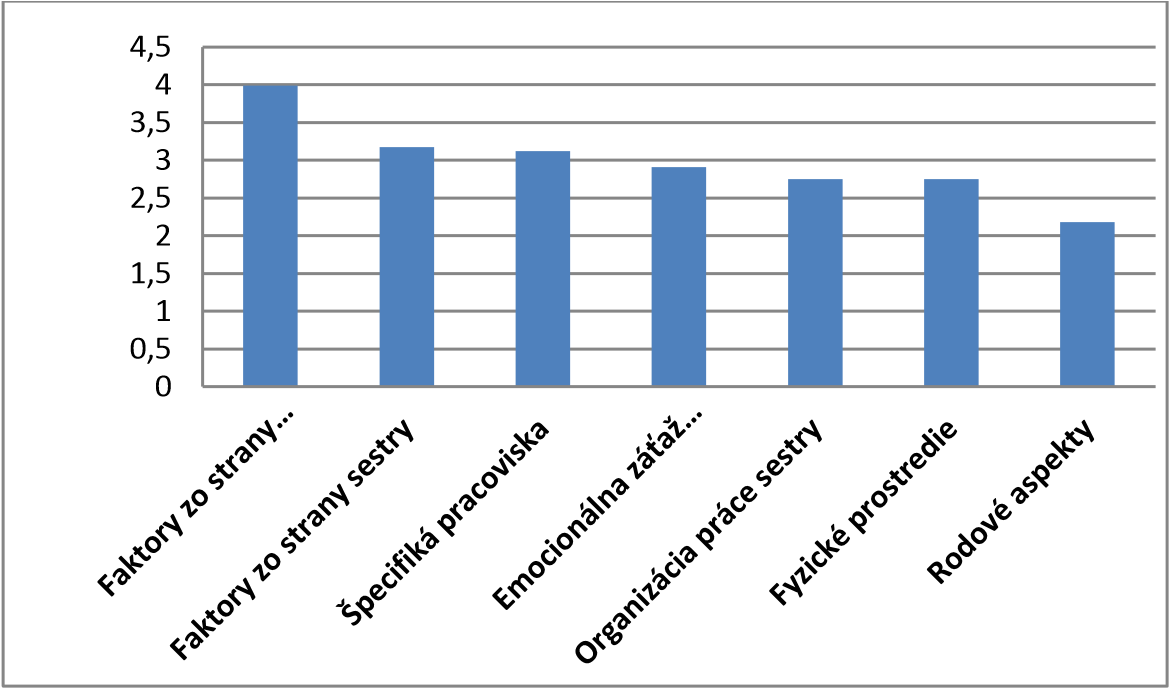 4,5
4
3,5
3
2,5
2
1,5
1
0,5
0
Faktory zo strany...
Faktory zo strany sestry
Špecifiká pracoviska
Emocionálna záťaž...
Organizácia práce sestry
Fyzické prostredie
Rodové aspekty